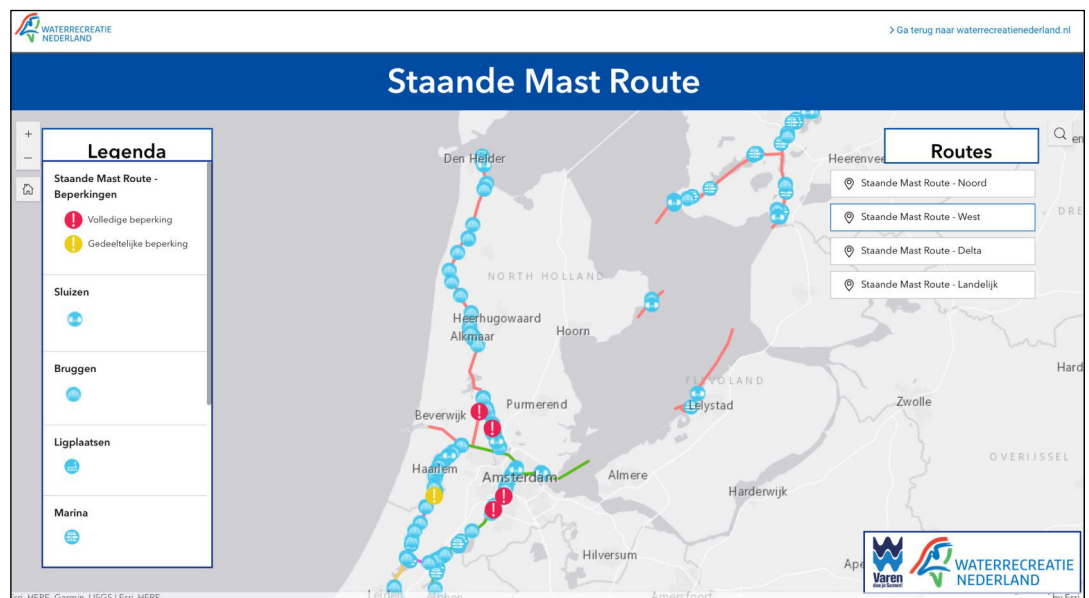 WATERRECREATIE
NEDERLAND
> Ga terug naar waterrecreatienederland.nl
Staande Mast Route
+
−
Legenda
Staande Mast Route -
Beperkingen
Volledige beperking
Gedeeltelijke beperking
Sluizen
Bruggen
Ligplaatsen
Marina
Den Helder
NORTH HOLLAND
Heerhugowaard
Alkmaar
Hoorn
Purmerend
Beverwijk
Haarlem
Amsterdam
Almere
Hilversum
Harderwijk
FLEVOLAND
Lelystad
Zwolle
OVERIJSSEL
Routes
Staande Mast Route - Noord
Staande Mast Route - West
Staande Mast Route - Delta
Staande Mast Route - Landelijk
Varen
doe je Samen!
WATERRECREATIE
NEDERLAND